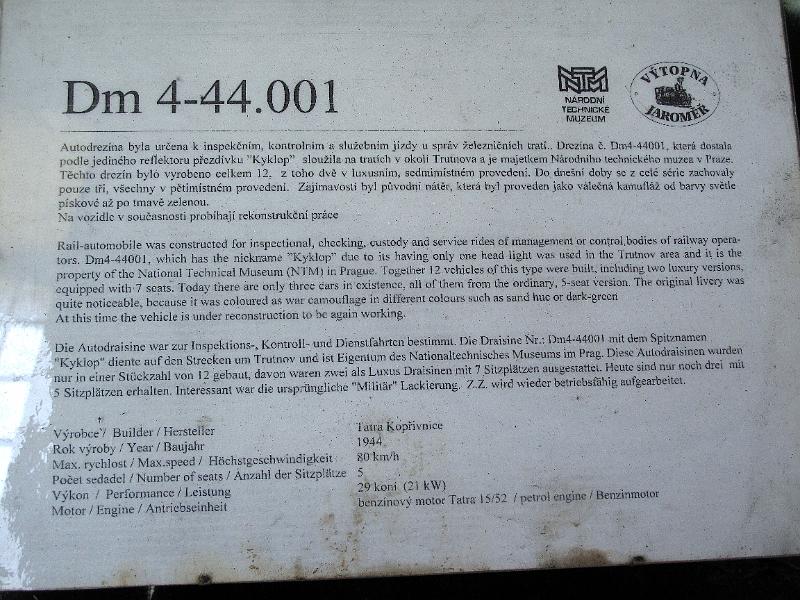 Dm 4-44.001
NTM
NÁRODNÍ
TECHNICKÉ
MUZEUM
VÝTOPNA
JAROMĚŘ
Autodrezína byla určena k inspekčním, kontrolním a služebním jízdy u správ železničních tratí.. Drezína č. Dm4-44001, která dostala
podle jediného reflektoru přezdívku "Kyklop" sloužila na tratích v okolí Trutnova a je majetkem Národního technického muzea v Praze.
Těchto drezín bylo výrobeno celkem 12, z toho dvě v luxusním, sedmimístném provedení. Do dnešní doby se z celé série zachovaly
pouze tří, všechny v pětimístném provedení. Zajímavostí byl původní nátěr, která byl proveden jako válečná kamufláž od barvy světle
pískové až po tmavě zelenou.
Na vozidle v současnosti probíhají rekonstrukční práce
Rail-automobile was constructed for inspectional, checking, custody and service rides of management or control bodies of railway opera-
tors. Dm4-44001, which has the nickname "Kyklop" due to its having only one head light was used in the Trutnov area and it is the
property of the National Technical Museum (NTM) in Prague. Together 12 vehicles of this type were built, including two luxury versions,
equipped with 7 seats. Today there are only three cars in existence, all of them from the ordinary, 5-seat version. The original livery was
quite noticeable, because it was coloured as war camouflage in different colours such as sand huc or dark-green
At this time the vehicle is under reconstruction to be again working.
Die Autodraisine war zur Inspektions-, Kontroll- und Dienstfahrten bestimmt. Die Draisine Nr.: Dm4-44001 mit dem Spitznamen
"Kyklop" diente auf den Strecken um Trutnov und ist Eigentum des Nationaltechnisches Museums im Prag. Diese Autodraisinen wurden
nur in einer Stückzahl von 12 gebaut, davon waren zwei als Luxus Draisinen mit 7 Sitzplätzen ausgestattet. Heute sind nur noch drei mit
5 Sitzplätzen erhalten. Interessant war die ursprüngliche "Militär" Lackierung. Z.Z. wird wieder betriebsfähig aufgearbeitet.
Výrobce / Builder / Hersteller Tatra Kopřivnice
Rok výroby / Year / Baujahr 1944
Max. rychlost / Max.speed / Höchstgeschwindigkeit 80 km/h
Počet sedadel / Number of seats / Anzahl der Sitzplätze 5
Výkon / Performance / Leistung 29 koní (21 kW)
Motor / Engine / Antriebseinheit benzínový motor Tatra 15/52 / petrol engine / Benzinmotor